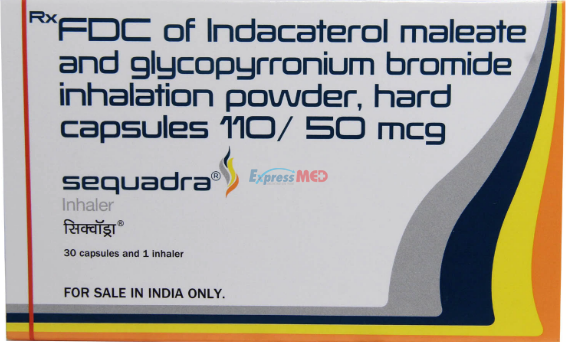 Rx FDC of Indacaterol maleate
and glycopyrronium bromide
inhalation powder, hard
capsules 110/ 50 mcg
sequadra®
Express MED
Inhaler
सिक्वॉड्रा®
30 capsules and 1 inhaler
FOR SALE IN INDIA ONLY.